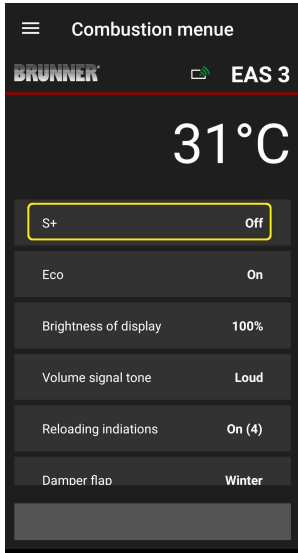 Combustion menue
BRUNNER EAS 3
31°C
S+ Off
Eco On
Brightness of display 100%
Volume signal tone Loud
Reloading indiations On (4)
Damper flap Winter